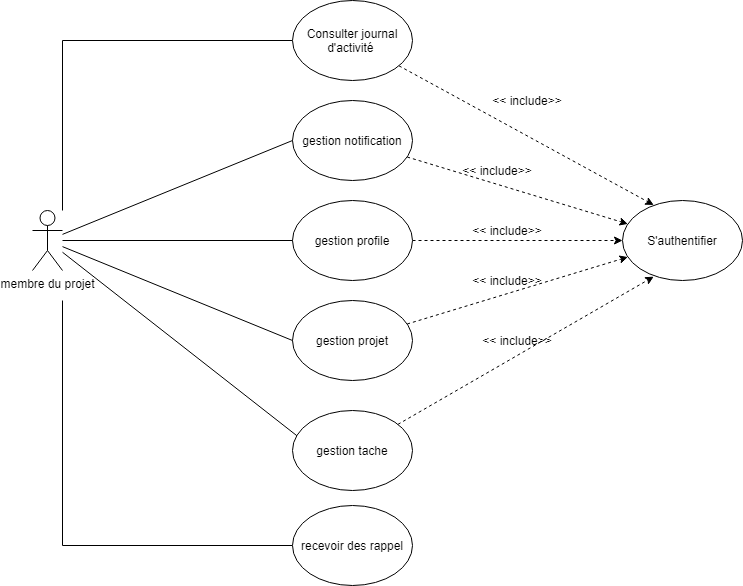 Consulter journal
d'activité
<< include>>
gestion notification
<< include>>
gestion profile
<< include>>
S'authentifier
membre du projet
<< include>>
gestion projet
<< include>>
gestion tache
recevoir des rappel